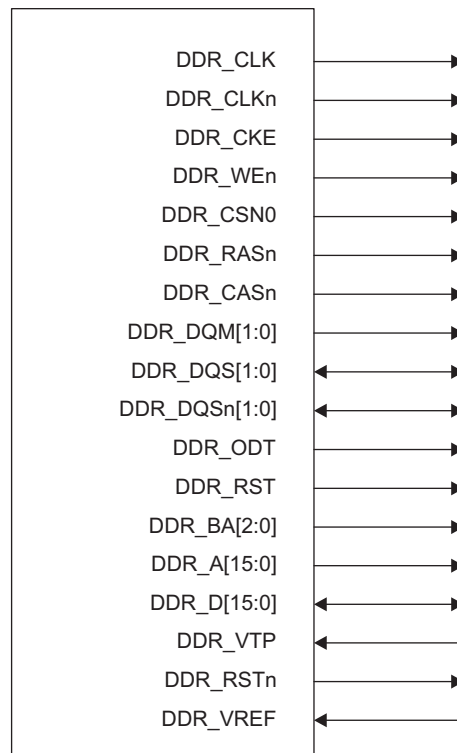 DDR_CLK
DDR_CLKn
DDR_CKE
DDR_WEn
DDR_CSN0
DDR_RASn
DDR_CASn
DDR_DQM[1:0]
DDR_DQS[1:0]
DDR_DQSn[1:0]
DDR_ODT
DDR_RST
DDR_BA[2:0]
DDR_A[15:0]
DDR_D[15:0]
DDR_VTP
DDR_RSTn
DDR_VREF